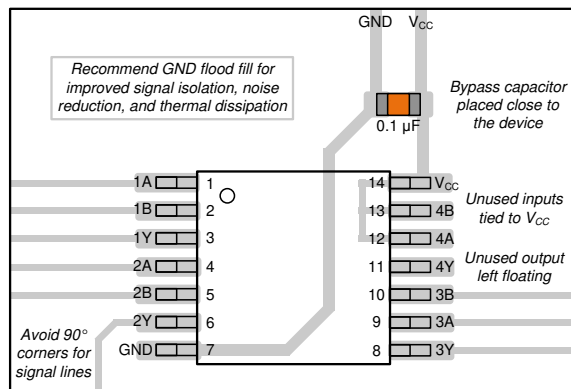 GND VCC
Recommend GND flood fill for
improved signal isolation, noise
reduction, and thermal dissipation
Bypass capacitor
placed close to
the device
0.1 µF
1A 1 14 VCC
1B 2 13 4B
1Y 3 12 4A
2A 4 11 4Y
2B 5 10 3B
2Y 6 9 3A
GND 7 8 3Y
Unused inputs
tied to VCC
Unused output
left floating
Avoid 90°
corners for
signal lines